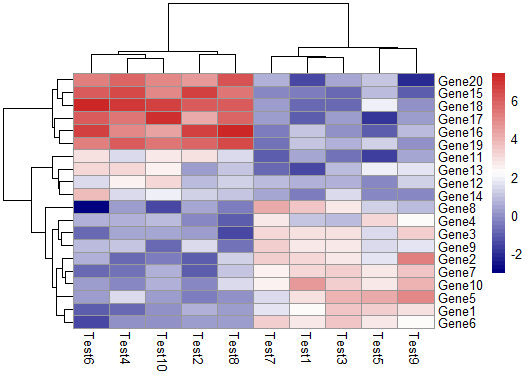 Gene20
Gene15
Gene18
Gene17
Gene16
Gene19
Gene11
Gene13
Gene12
Gene14
Gene8
Gene4
Gene3
Gene9
Gene2
Gene7
Gene10
Gene5
Gene1
Gene6
6
4
2
0
-2
Test6
Test4
Test10
Test2
Test8
Test7
Test1
Test3
Test5
Test9